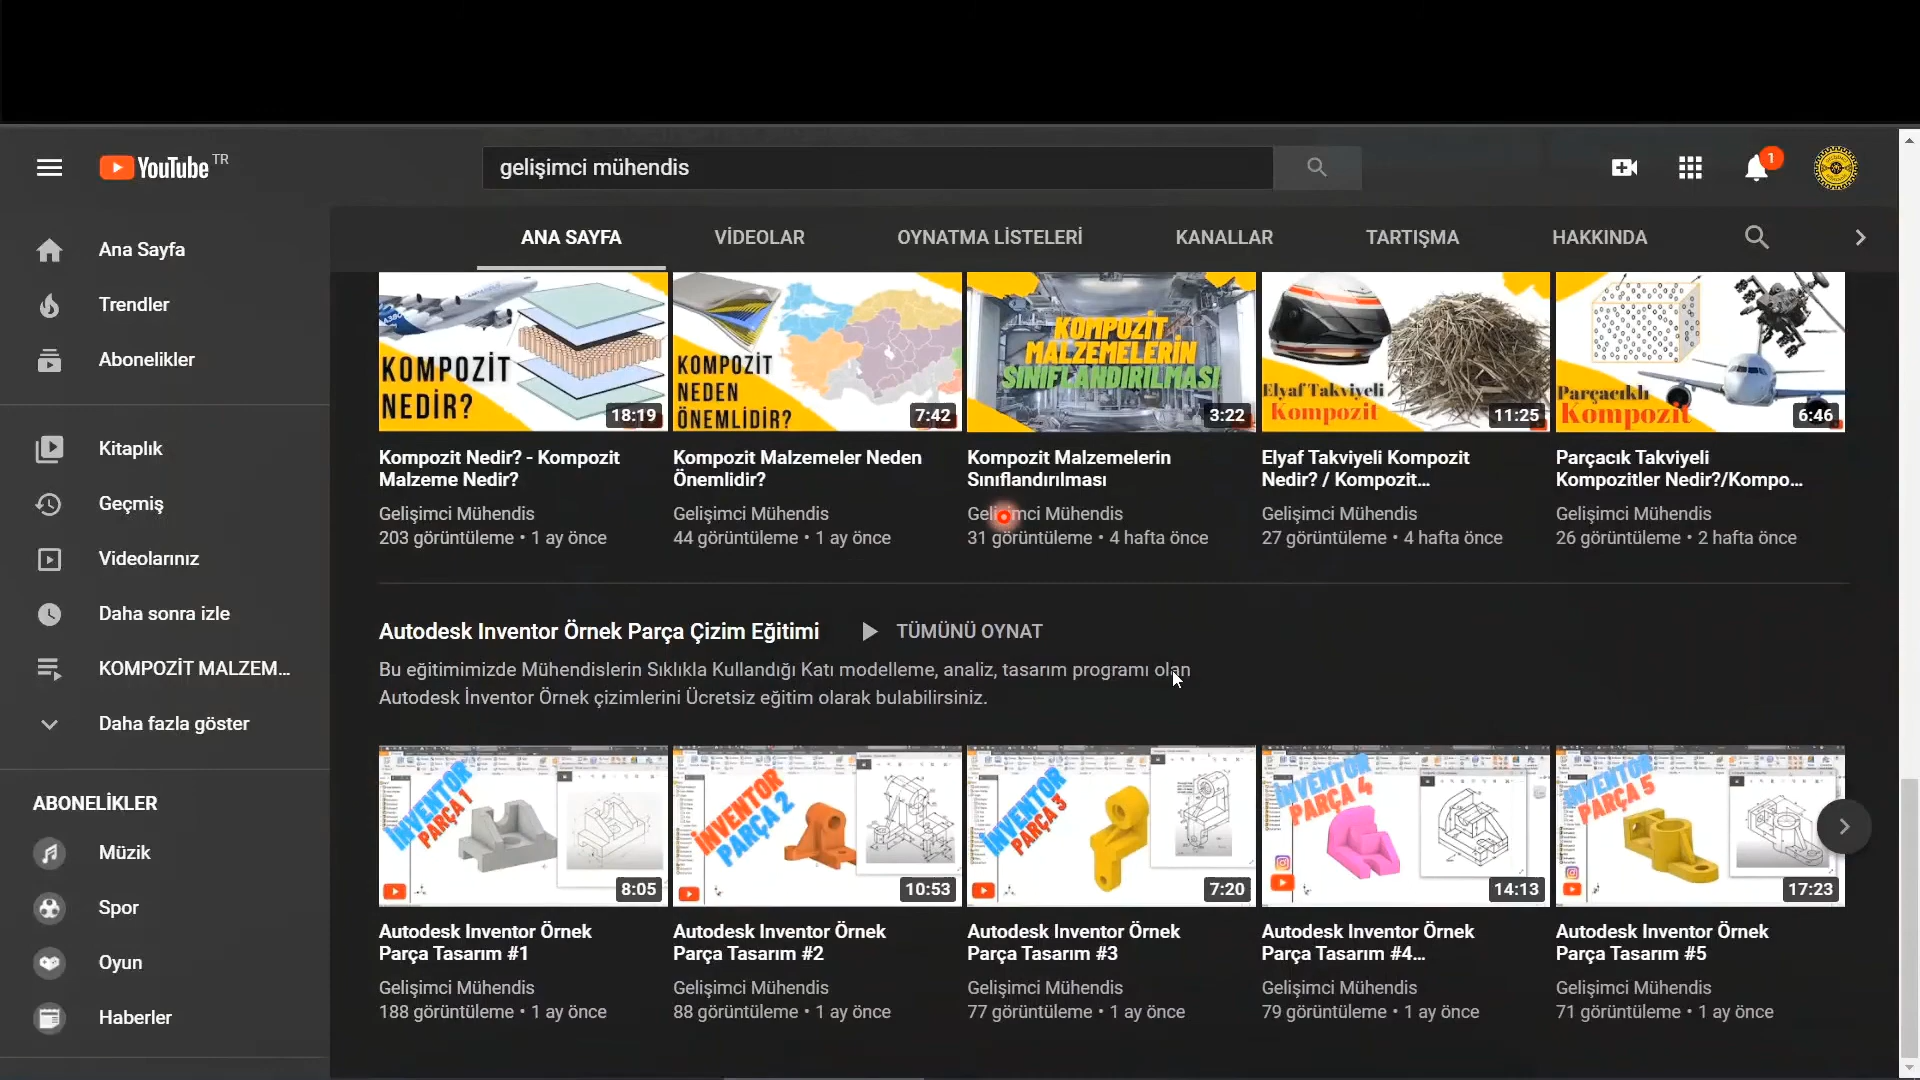 YouTube TR
gelişimci mühendis
1
Ana Sayfa
Trendler
Abonelikler
Kitaplık
Geçmiş
Videolarınız
Daha sonra izle
KOMPOZİT MALZEM...
Daha fazla göster
ABONELİKLER
Müzik
Spor
Oyun
Haberler
ANA SAYFA
VİDEOLAR
OYNATMA LİSTELERİ
KANALLAR
TARTIŞMA
HAKKINDA
KOMPOZİT
NEDİR?
18:19
Kompozit Nedir? - Kompozit
Malzeme Nedir?
Gelişimci Mühendis
203 görüntüleme • 1 ay önce
KOMPOZİT
NEDEN
ÖNEMLİDİR?
7:42
Kompozit Malzemeler Neden
Önemlidir?
Gelişimci Mühendis
44 görüntüleme • 1 ay önce
KOMPOZİT
MALZEMELERİN
SINIFLANDIRILMASI
3:22
Kompozit Malzemelerin
Sınıflandırılması
Gelişimci Mühendis
31 görüntüleme • 4 hafta önce
Elyaf Takviyeli
Kompozit
11:25
Elyaf Takviyeli Kompozit
Nedir? / Kompozit...
Gelişimci Mühendis
27 görüntüleme • 4 hafta önce
Parçacıklı
Kompozit
6:46
Parçacık Takviyeli
Kompozitler Nedir?/Kompo...
Gelişimci Mühendis
26 görüntüleme • 2 hafta önce
Autodesk Inventor Örnek Parça Çizim Eğitimi
TÜMÜNÜ OYNAT
Bu eğitimimizde Mühendislerin Sıklıkla Kullandığı Katı modelleme, analiz, tasarım programı olan
Autodesk İnventor Örnek çizimlerini Ücretsiz eğitim olarak bulabilirsiniz.
İNVENTOR
PARÇA 1
8:05
Autodesk Inventor Örnek
Parça Tasarım #1
Gelişimci Mühendis
188 görüntüleme • 1 ay önce
İNVENTOR
PARÇA 2
10:53
Autodesk Inventor Örnek
Parça Tasarım #2
Gelişimci Mühendis
88 görüntüleme • 1 ay önce
İNVENTOR
PARÇA 3
7:20
Autodesk Inventor Örnek
Parça Tasarım #3
Gelişimci Mühendis
77 görüntüleme • 1 ay önce
İNVENTOR
PARÇA 4
14:13
Autodesk Inventor Örnek
Parça Tasarım #4...
Gelişimci Mühendis
79 görüntüleme • 1 ay önce
İNVENTOR
PARÇA 5
17:23
Autodesk Inventor Örnek
Parça Tasarım #5
Gelişimci Mühendis
71 görüntüleme • 1 ay önce